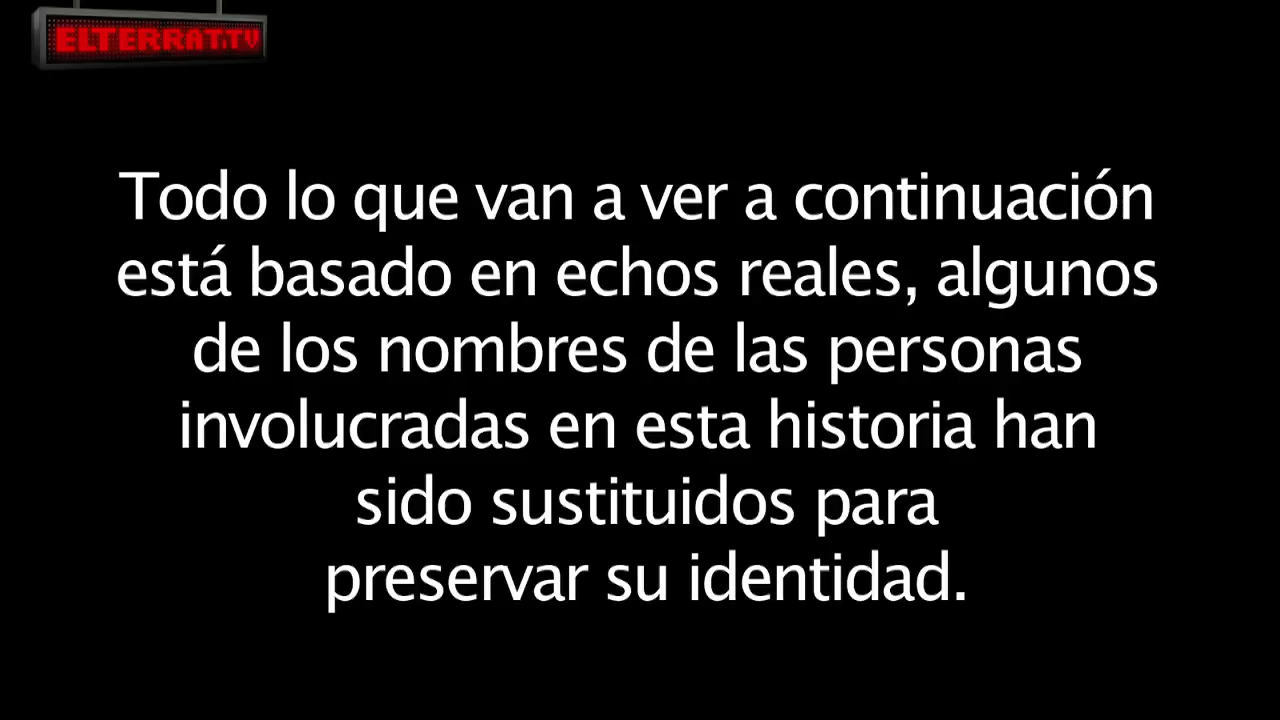 ELTERRAT.TV
Todo lo que van a ver a continuación
está basado en echos reales, algunos
de los nombres de las personas
involucradas en esta historia han
sido sustituidos para
preservar su identidad.